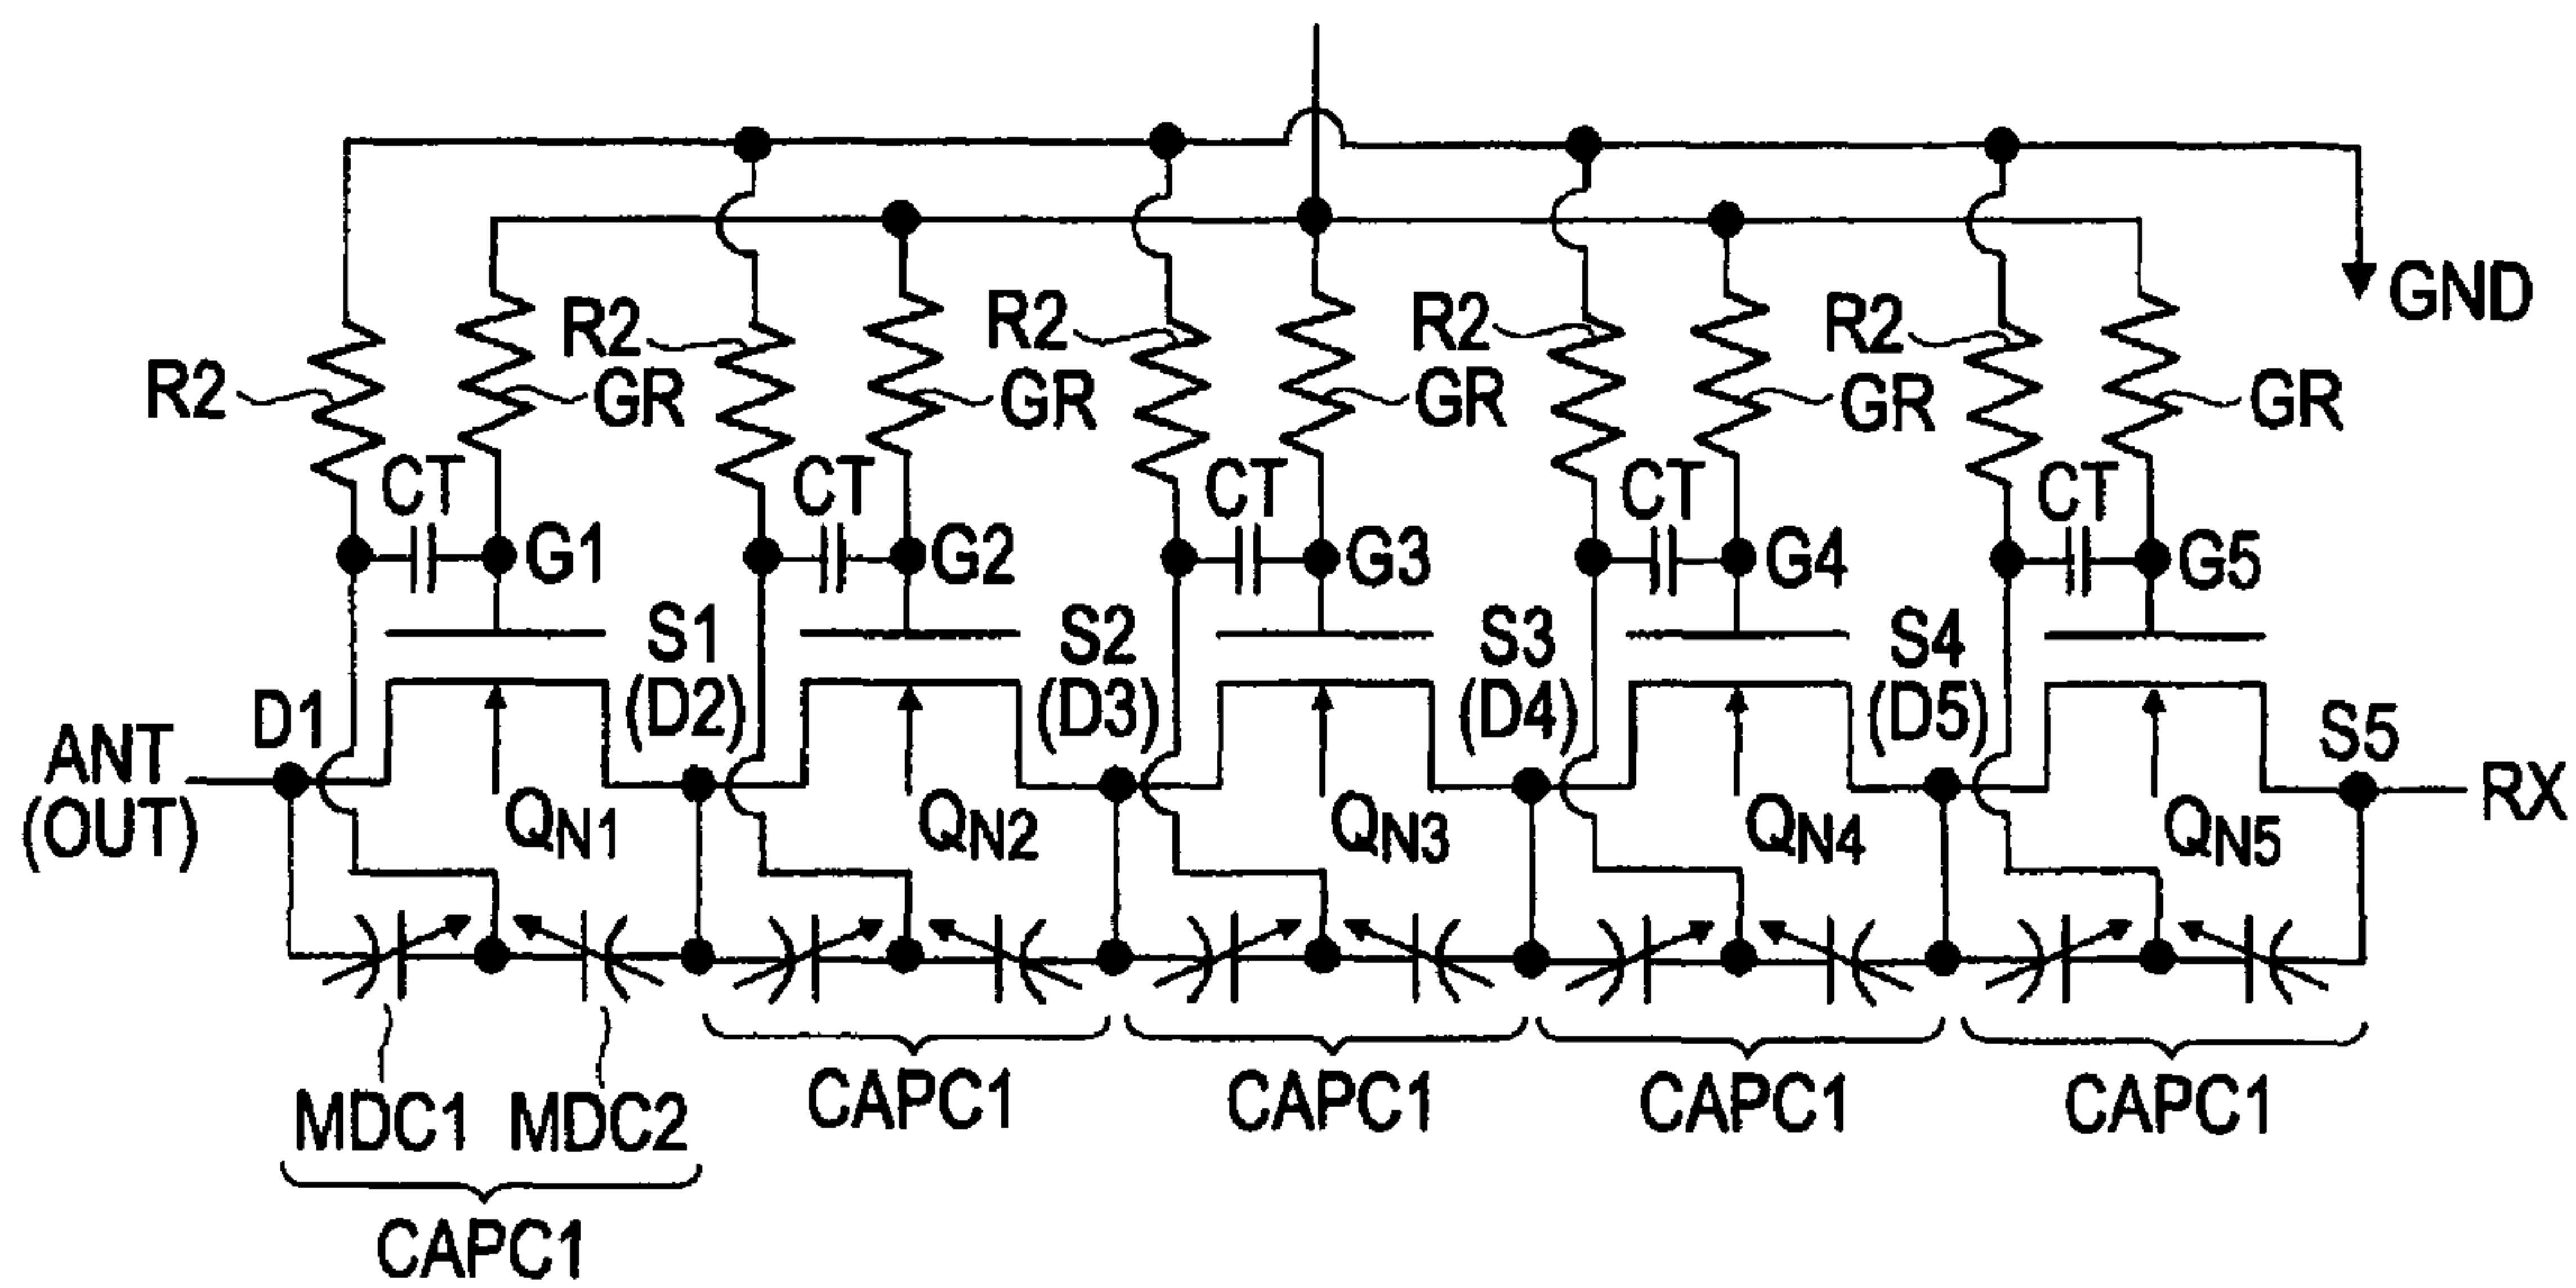 GND
R2 R2 R2 R2 R2
GR GR GR GR GR
CT CT CT CT CT
G1 G2 G3 G4 G5
S1 S2 S3 S4
D1 (D2) (D3) (D4) (D5) S5
ANT
(OUT)
RX
QN1 QN2 QN3 QN4 QN5
MDC1 MDC2 CAPC1 CAPC1 CAPC1 CAPC1
CAPC1